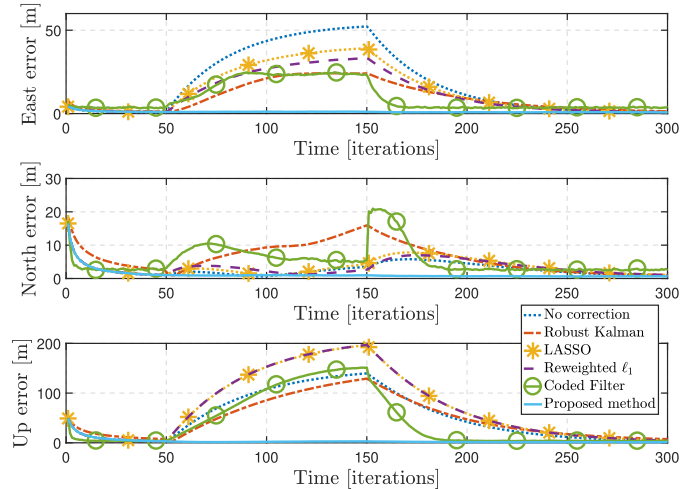 East error [m]
50
0
0 50 100 150 200 250 300
Time [iterations]
North error [m]
30
20
10
0
0 50 100 150 200 250 300
Time [iterations]
No correction
Robust Kalman
LASSO
Reweighted ℓ₁
Coded Filter
Proposed method
Up error [m]
200
100
0
0 50 100 150 200 250 300
Time [iterations]